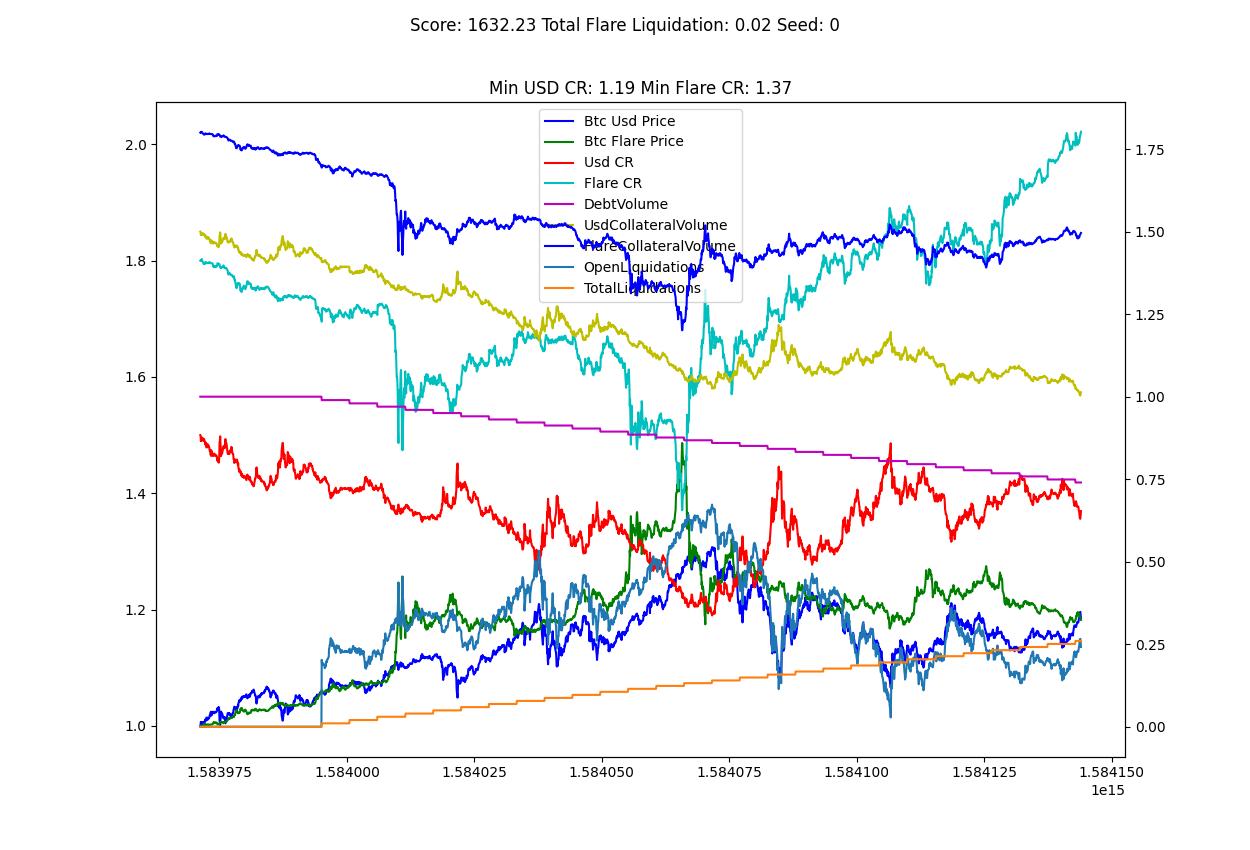 Score: 1632.23 Total Flare Liquidation: 0.02 Seed: 0
Min USD CR: 1.19 Min Flare CR: 1.37
Btc Usd Price
Btc Flare Price
Usd CR
Flare CR
DebtVolume
UsdCollateralVolume
FlareCollateralVolume
OpenLiquidations
TotalLiquidations
2.0
1.8
1.6
1.4
1.2
1.0
1.75
1.50
1.25
1.00
0.75
0.50
0.25
0.00
1.583975 1.584000 1.584025 1.584050 1.584075 1.584100 1.584125 1.584150
1e15